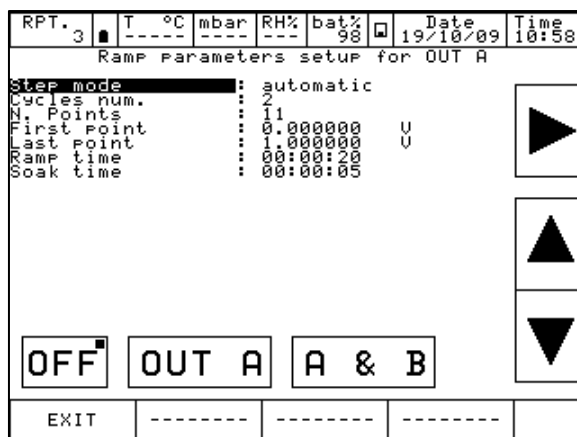 RPT. T °C mbar RH% bat% Date Time
3 ----- ---- --- 98 19/10/09 10:58
Ramp parameters setup for OUT A
Step mode : automatic
Cycles num. : 2
N. Points : 11
First point : 0.000000 V
Last point : 1.000000 V
Ramp time : 00:00:20
Soak time : 00:00:05
OFF OUT A A & B
EXIT -------- -------- --------